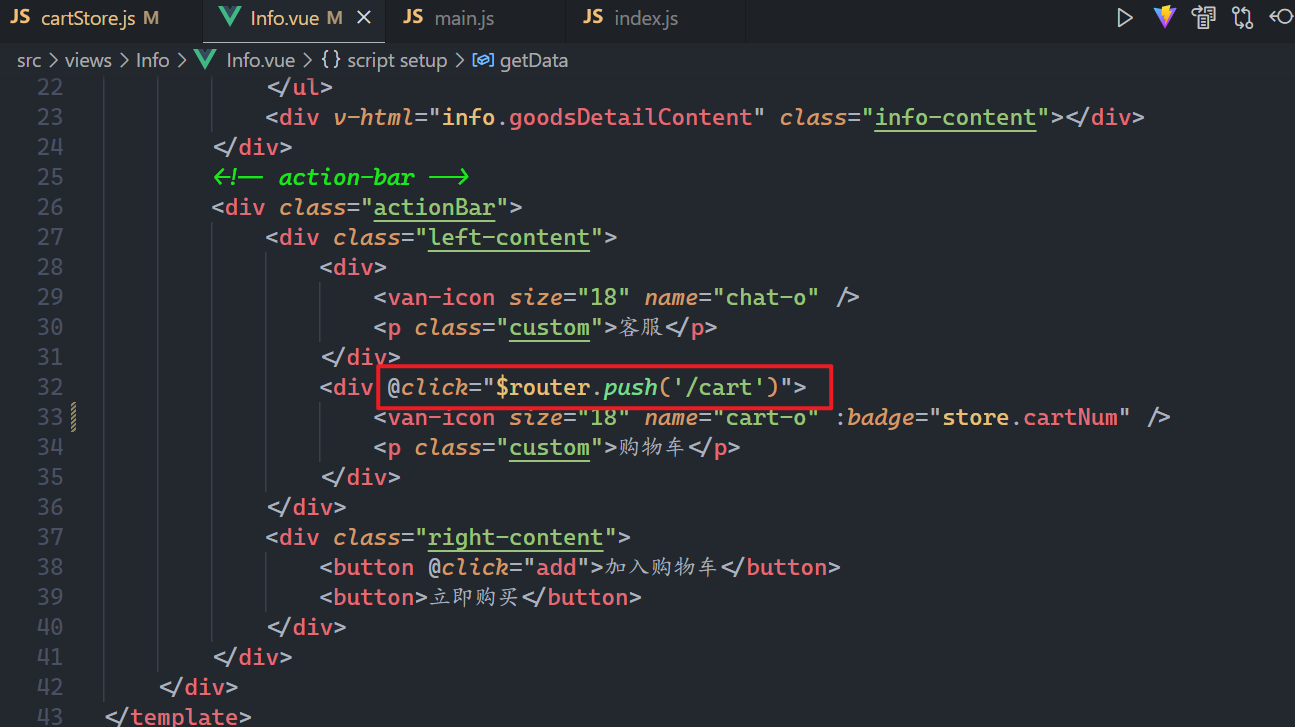 JS cartStore.js M Info.vue M JS main.js JS index.js
src > views > Info > Info.vue > {} script setup > getData
22 </ul>
23 <div v-html="info.goodsDetailContent" class="info-content"></div>
24 </div>
25 <!-- action-bar -->
26 <div class="actionBar">
27 <div class="left-content">
28 <div>
29 <van-icon size="18" name="chat-o" />
30 <p class="custom">客服</p>
31 </div>
32 <div @click="$router.push('/cart')">
33 <van-icon size="18" name="cart-o" :badge="store.cartNum" />
34 <p class="custom">购物车</p>
35 </div>
36 </div>
37 <div class="right-content">
38 <button @click="add">加入购物车</button>
39 <button>立即购买</button>
40 </div>
41 </div>
42 </div>
43 </template>